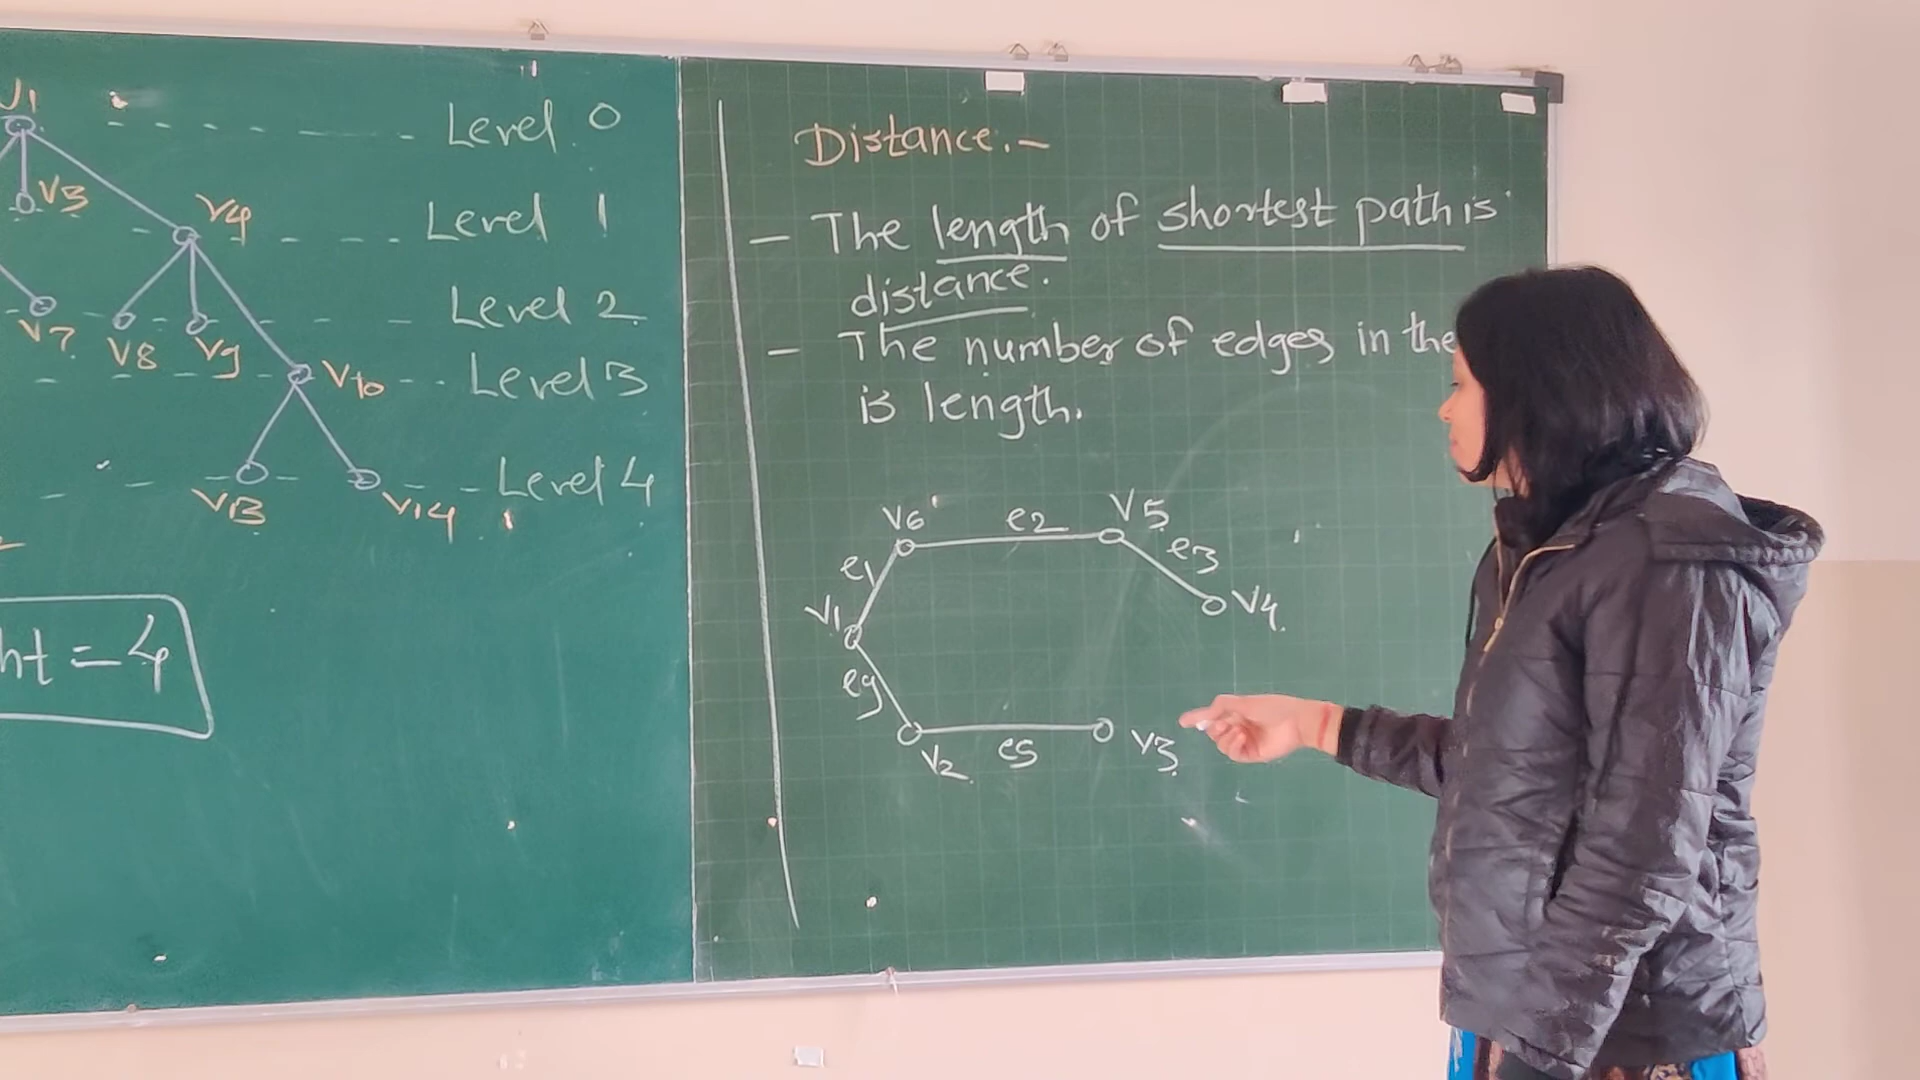 V1
Level 0
V3
V4
Level 1
V7
V8
V9
Level 2
V10
Level 3
V13
V14
Level 4
ht = 4
Distance.-
- The length of shortest path is
distance.
- The number of edges in the
is length.
V6
e2
V5
e1
e3
V1
V4
e4
V2
e5
V3